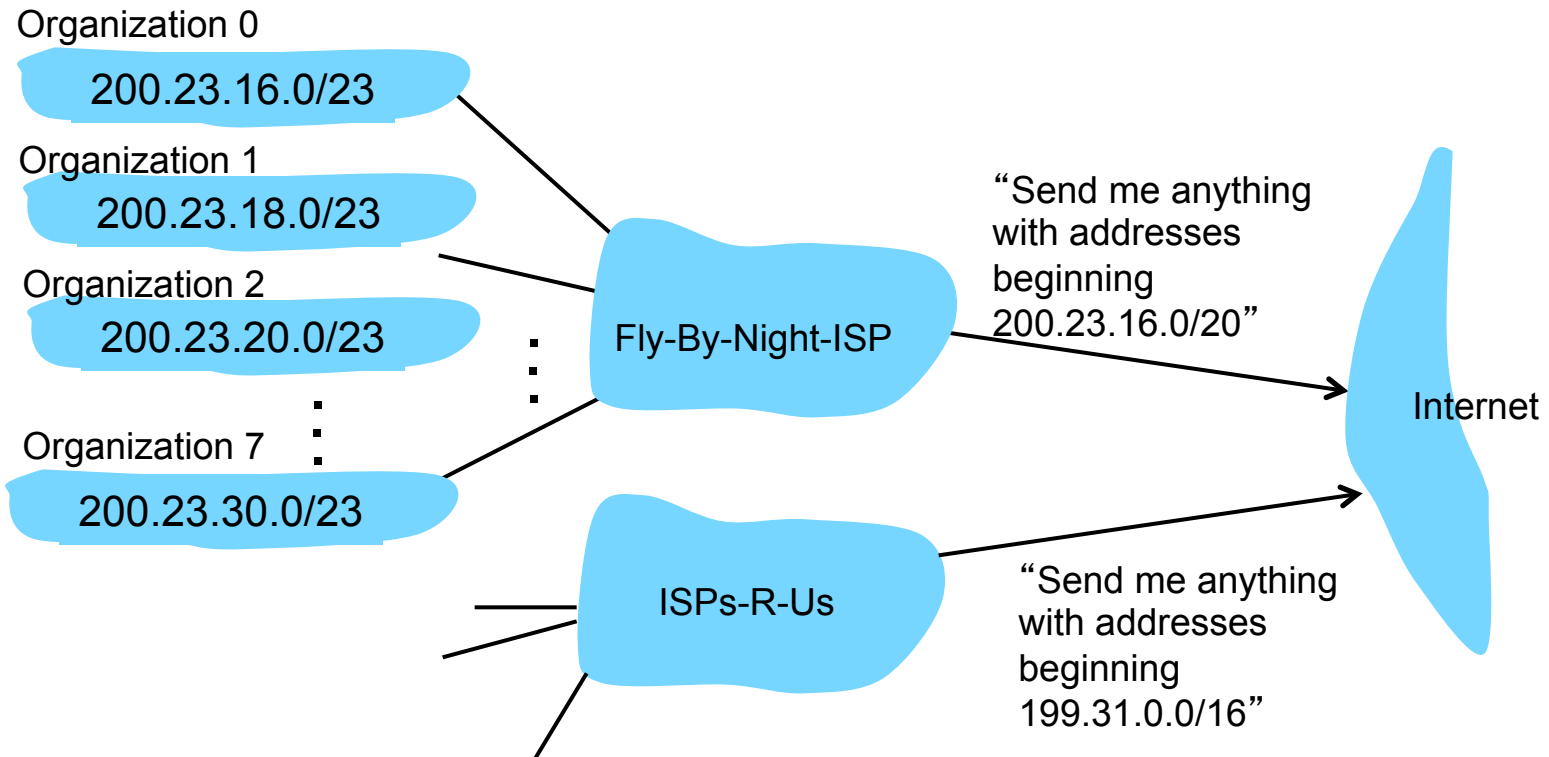 Organization 0
200.23.16.0/23
Organization 1
200.23.18.0/23
Organization 2
200.23.20.0/23
Organization 7
200.23.30.0/23
Fly-By-Night-ISP
“Send me anything
with addresses
beginning
200.23.16.0/20”
Internet
ISPs-R-Us
“Send me anything
with addresses
beginning
199.31.0.0/16”